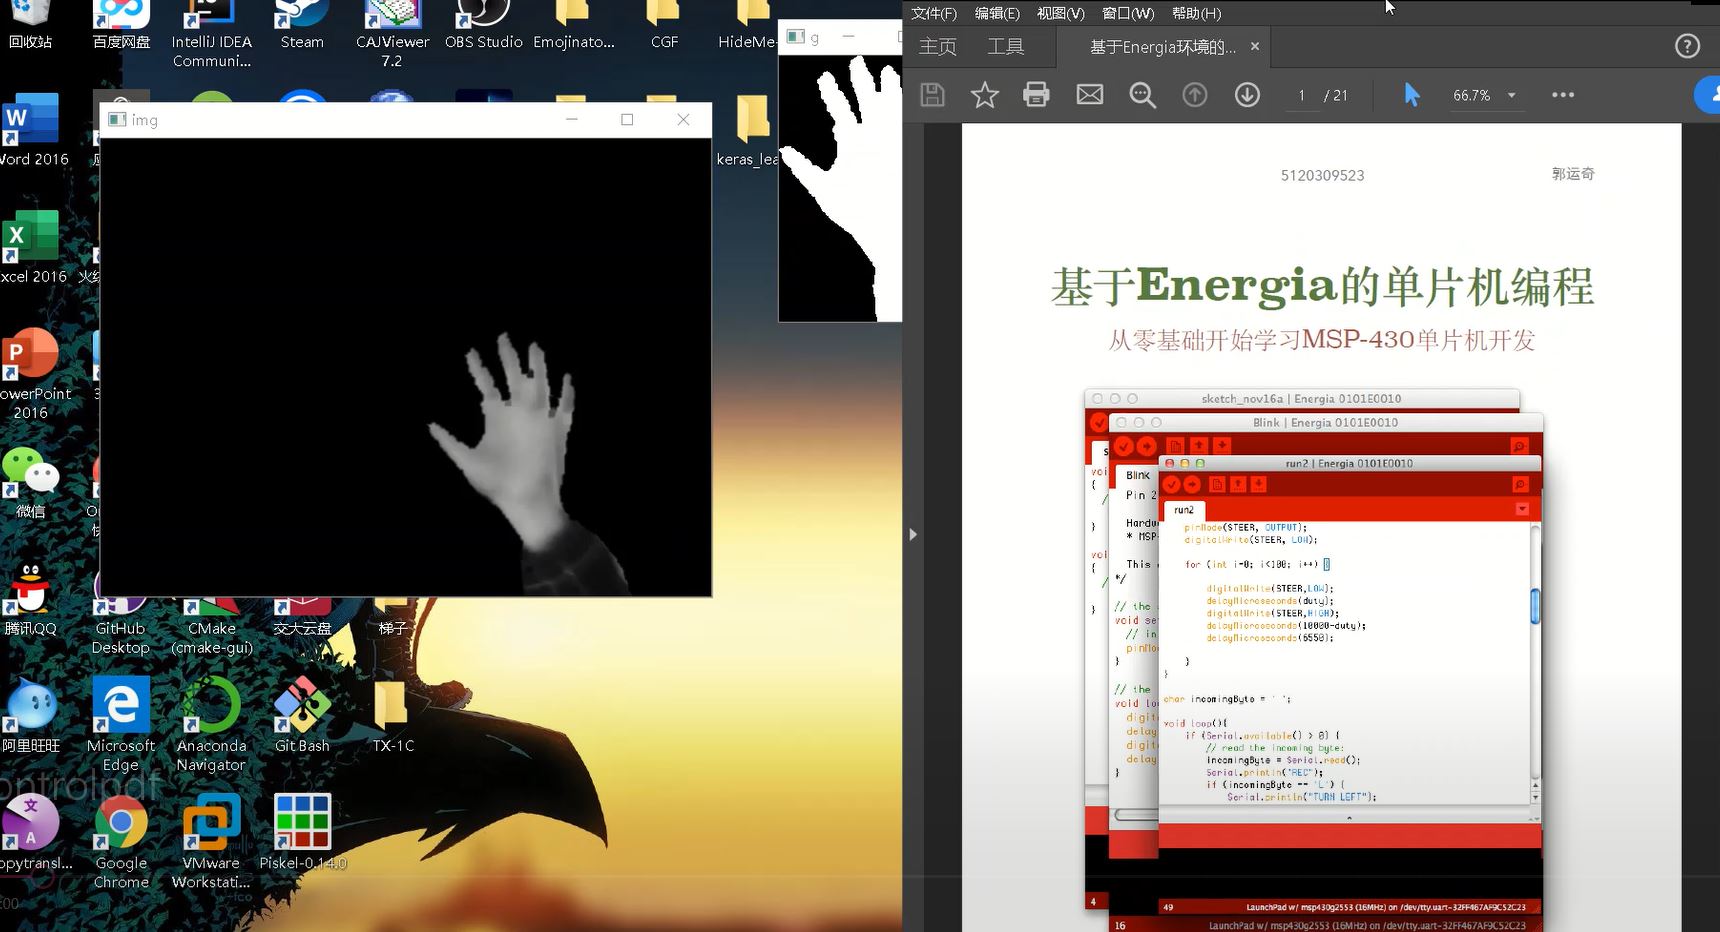 回收站
百度网盘
IntelliJ IDEA
Communi...
Steam
CAJViewer
7.2
OBS Studio
Emojinato...
CGF
HideMe-
Word 2016
Excel 2016
PowerPoint
2016
微信
腾讯QQ
GitHub
Desktop
CMake
(cmake-gui)
交大云盘
梯子
阿里旺旺
Microsoft
Edge
Anaconda
Navigator
Git Bash
TX-1C
ontrolpdf
opytransl...
Google
Chrome
VMware
Workstati...
Piskel-0.14.0
keras_lea
img
g
文件(F) 编辑(E) 视图(V) 窗口(W) 帮助(H)
主页 工具 基于Energia环境的... ×
1 / 21 66.7%
5120309523 郭运奇
基于Energia的单片机编程
从零基础开始学习MSP-430单片机开发
sketch_nov16a | Energia 0101E0010
Blink | Energia 0101E0010
run2 | Energia 0101E0010
Blink
Pin 2
Hardw
* MSP-
This
*/
// the
void set
// in
pinMo
}
// the
void loo
digit
delay
digit
delay
}
run2
pinMode(STEER, OUTPUT);
digitalWrite(STEER, LOW);
for (int i=0; i<100; i++) {
digitalWrite(STEER,LOW);
delayMicroseconds(duty);
digitalWrite(STEER,HIGH);
delayMicroseconds(10000-duty);
delayMicroseconds(6550);
}
}
char incomingByte = ' ';
void loop(){
if (Serial.available() > 0) {
// read the incoming byte:
incomingByte = Serial.read();
Serial.println("REC");
if (incomingByte == 'L') {
Serial.println("TURN LEFT");
4
49 LaunchPad w/ msp430g2553 (16MHz) on /dev/tty.uart-32FF467AF9C52C23
16 LaunchPad w/ msp430g2553 (16MHz) on /dev/tty.uart-32FF467AF9C52C23